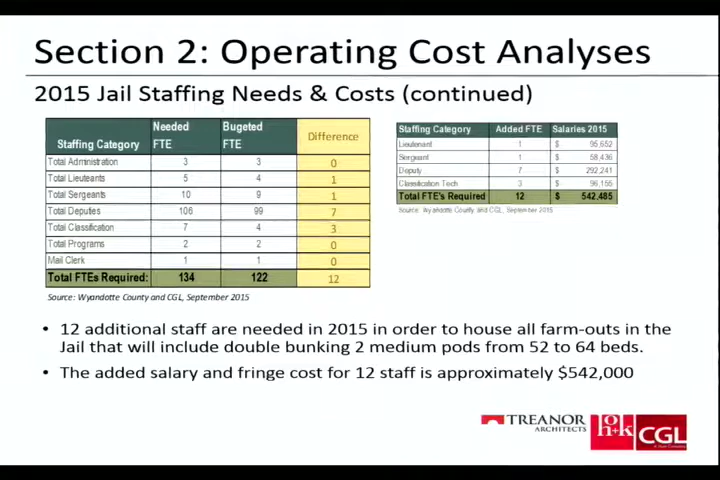 Section 2: Operating Cost Analyses
2015 Jail Staffing Needs & Costs (continued)
Staffing Category Needed FTE Bugeted FTE Difference
Total Administration 3 3 0
Total Lieuteants 5 4 1
Total Sergeants 10 9 1
Total Deputies 106 99 7
Total Classification 7 4 3
Total Programs 2 2 0
Mail Clerk 1 1 0
Total FTEs Required: 134 122 12
Source: Wyandotte County and CGL, September 2015
Staffing Category Added FTE Salaries 2015
Lieutenant 1 $ 95,652
Sergeant 1 $ 58,436
Deputy 7 $ 292,241
Classification Tech 3 $ 96,155
Total FTE's Required 12 $ 542,485
Source: Wyandotte County and CGL, September 2015
• 12 additional staff are needed in 2015 in order to house all farm-outs in the
Jail that will include double bunking 2 medium pods from 52 to 64 beds.
• The added salary and fringe cost for 12 staff is approximately $542,000
TREANOR
ARCHITECTS
hok
CGL